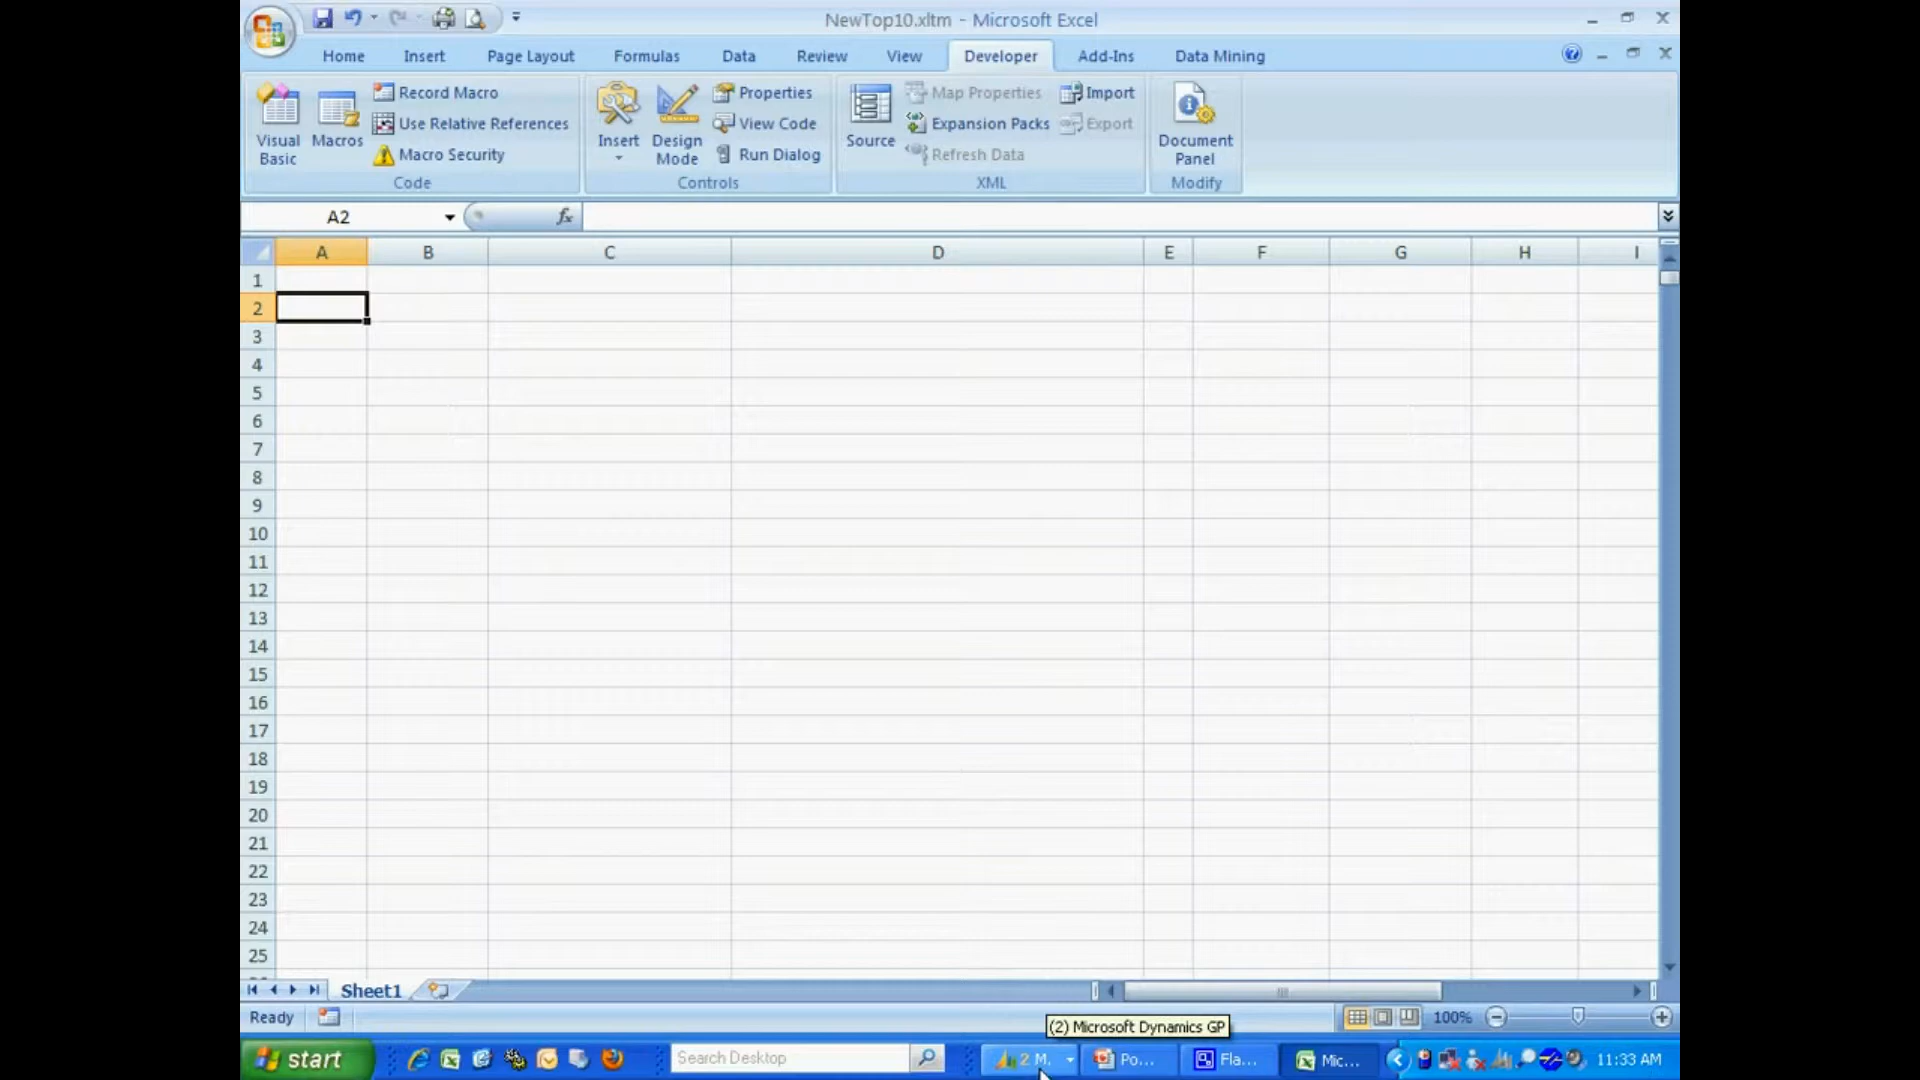 NewTop10.xltm - Microsoft Excel
Home Insert Page Layout Formulas Data Review View Developer Add-Ins Data Mining
Visual Basic
Macros
Record Macro
Use Relative References
Macro Security
Code
Insert
Design Mode
Properties
View Code
Run Dialog
Controls
Source
Map Properties
Expansion Packs
Refresh Data
Import
Export
XML
Document Panel
Modify
A2
fx
A B C D E F G H I
1
2
3
4
5
6
7
8
9
10
11
12
13
14
15
16
17
18
19
20
21
22
23
24
25
Sheet1
Ready
100%
(2) Microsoft Dynamics GP
start
Search Desktop
2 M.
Po...
Fla...
Mic...
11:33 AM